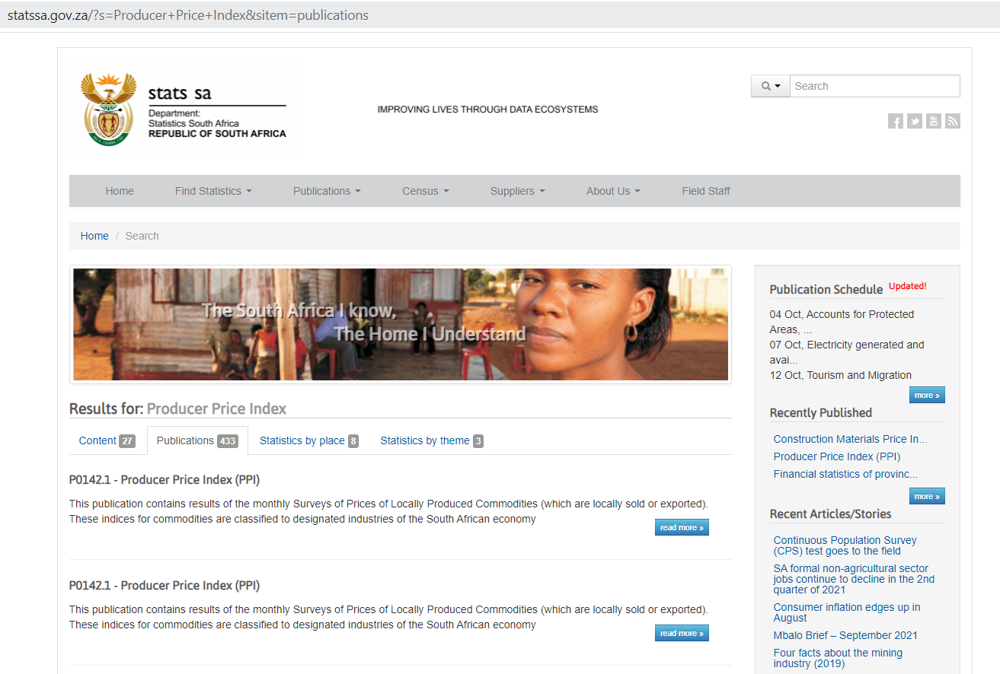 statssa.gov.za/?s=Producer+Price+Index&sitem=publications
stats sa
Department:
Statistics South Africa
REPUBLIC OF SOUTH AFRICA
IMPROVING LIVES THROUGH DATA ECOSYSTEMS
Search
Home Find Statistics Publications Census Suppliers About Us Field Staff
Home / Search
The South Africa I know,
The Home I Understand
Results for: Producer Price Index
Content 27 Publications 433 Statistics by place 8 Statistics by theme 3
P0142.1 - Producer Price Index (PPI)
This publication contains results of the monthly Surveys of Prices of Locally Produced Commodities (which are locally sold or exported).
These indices for commodities are classified to designated industries of the South African economy
read more »
P0142.1 - Producer Price Index (PPI)
This publication contains results of the monthly Surveys of Prices of Locally Produced Commodities (which are locally sold or exported).
These indices for commodities are classified to designated industries of the South African economy
read more »
Publication Schedule Updated!
04 Oct, Accounts for Protected
Areas, ...
07 Oct, Electricity generated and
avai...
12 Oct, Tourism and Migration
more »
Recently Published
Construction Materials Price In...
Producer Price Index (PPI)
Financial statistics of provinc...
more »
Recent Articles/Stories
Continuous Population Survey
(CPS) test goes to the field
SA formal non-agricultural sector
jobs continue to decline in the 2nd
quarter of 2021
Consumer inflation edges up in
August
Mbalo Brief – September 2021
Four facts about the mining
industry (2019)